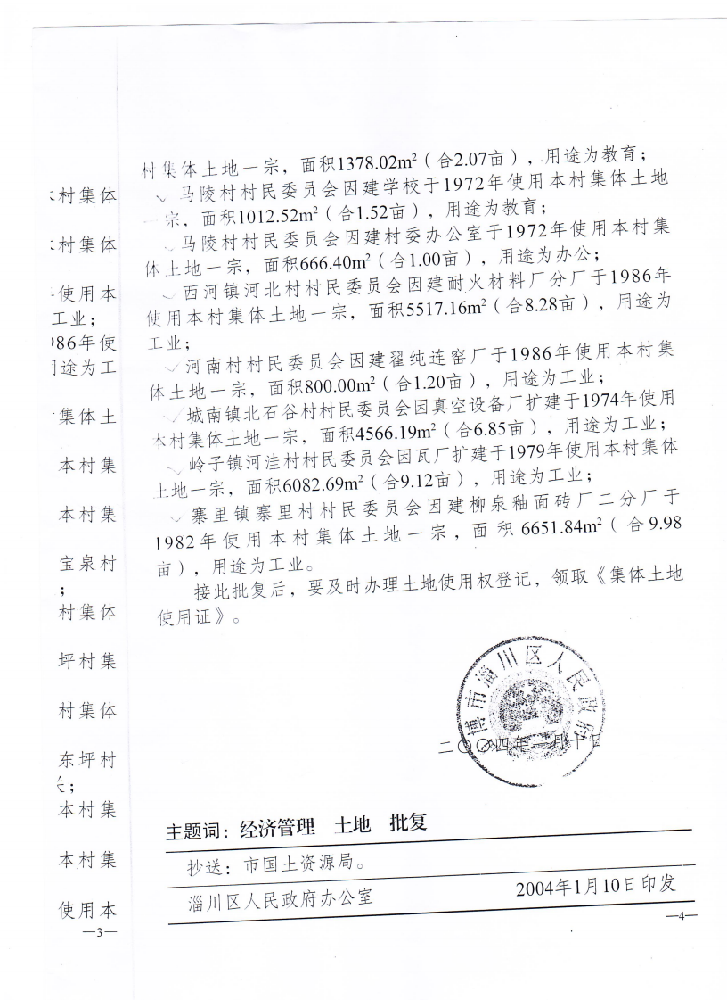 本村集体
本村集体
使用本
工业；
986年使
用途为工
集体土
本村集
本村集
宝泉村
；
村集体
坪村集
村集体
东坪村
本村集
本村集
使用本
—3—
村集体土地一宗，面积1378.02m²（合2.07亩），用途为教育；
马陵村村民委员会因建学校于1972年使用本村集体土地
一宗，面积1012.52m²（合1.52亩），用途为教育；
马陵村村民委员会因建村委办公室于1972年使用本村集
体土地一宗，面积666.40m²（合1.00亩），用途为办公；
西河镇河北村村民委员会因建耐火材料厂分厂于1986年
使用本村集体土地一宗，面积5517.16m²（合8.28亩），用途为
工业；
河南村村民委员会因建翟纯连窑厂于1986年使用本村集
体土地一宗，面积800.00m²（合1.20亩），用途为工业；
城南镇北石谷村村民委员会因真空设备厂扩建于1974年使用
本村集体土地一宗，面积4566.19m²（合6.85亩），用途为工业；
岭子镇河洼村村民委员会因瓦厂扩建于1979年使用本村集体
土地一宗，面积6082.69m²（合9.12亩），用途为工业；
寨里镇寨里村村民委员会因建柳泉釉面砖厂二分厂于
1982年使用本村集体土地一宗，面积6651.84m²（合9.98
亩），用途为工业。
接此批复后，要及时办理土地使用权登记，领取《集体土地
使用证》。
博市淄川区人民政府
二〇〇四年一月十日
主题词：经济管理 土地 批复
抄送：市国土资源局。
淄川区人民政府办公室 2004年1月10日印发
—4—